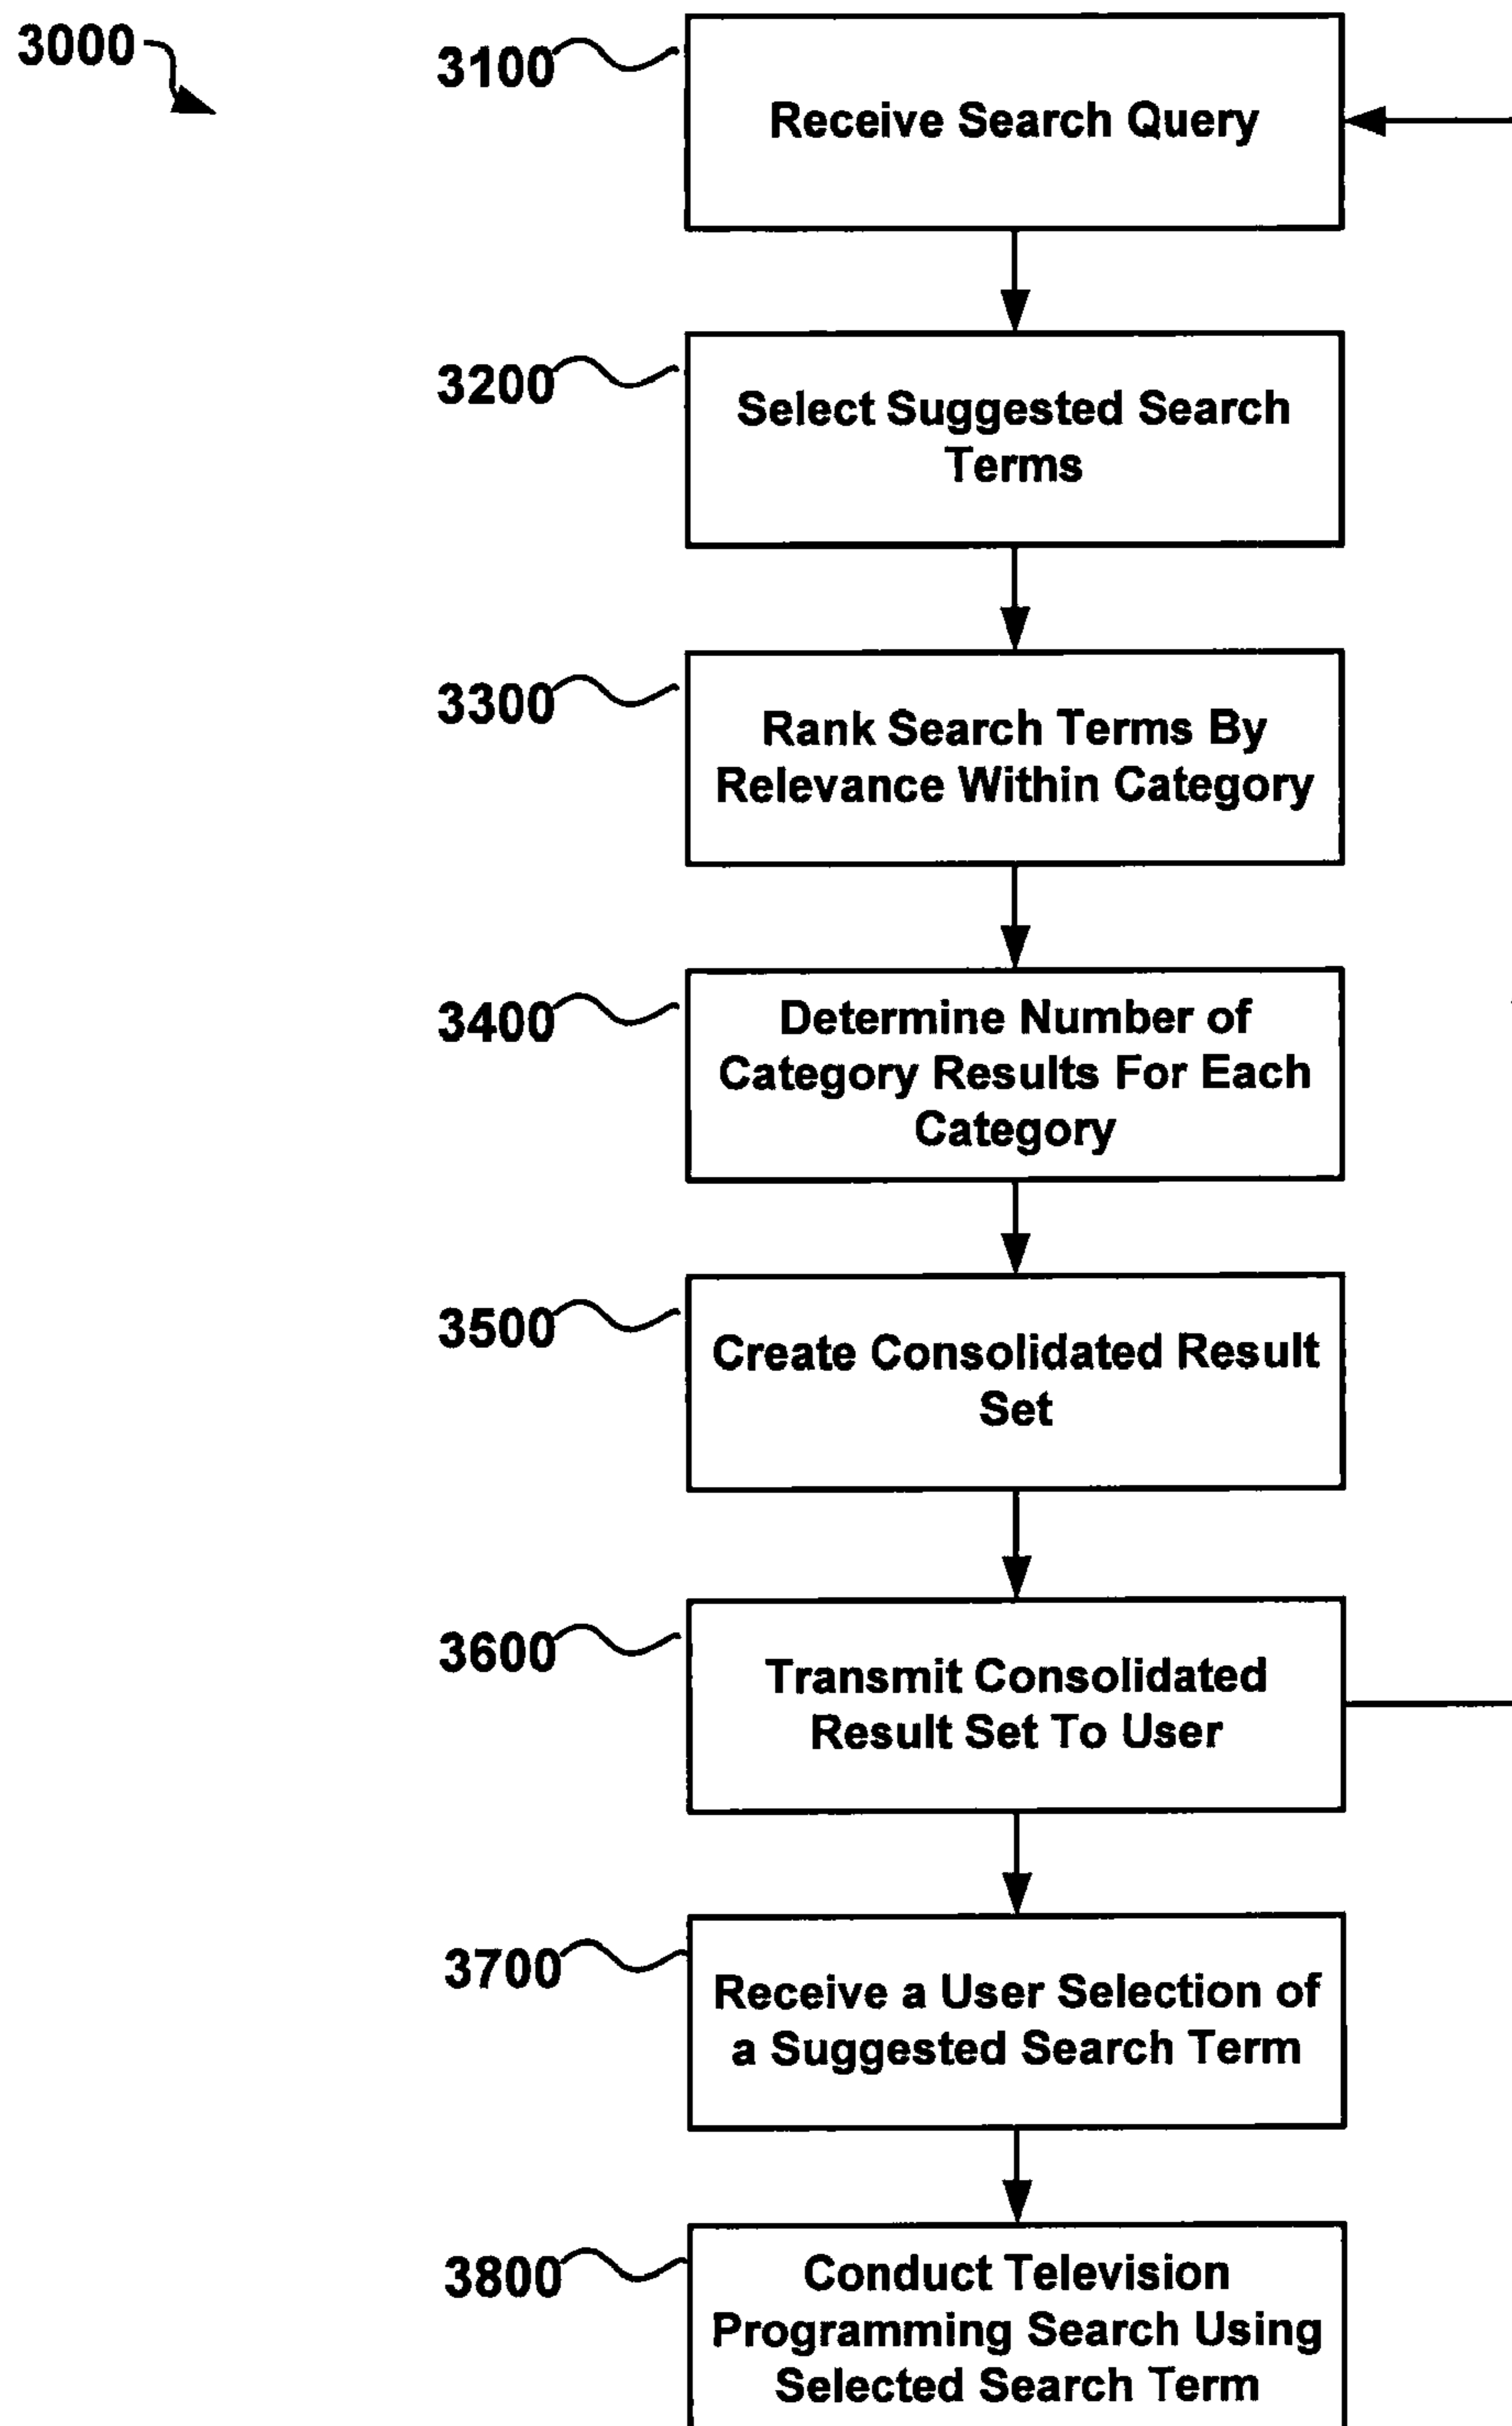 3000
3100
Receive Search Query
3200
Select Suggested Search
Terms
3300
Rank Search Terms By
Relevance Within Category
3400
Determine Number of
Category Results For Each
Category
3500
Create Consolidated Result
Set
3600
Transmit Consolidated
Result Set To User
3700
Receive a User Selection of
a Suggested Search Term
3800
Conduct Television
Programming Search Using
Selected Search Term